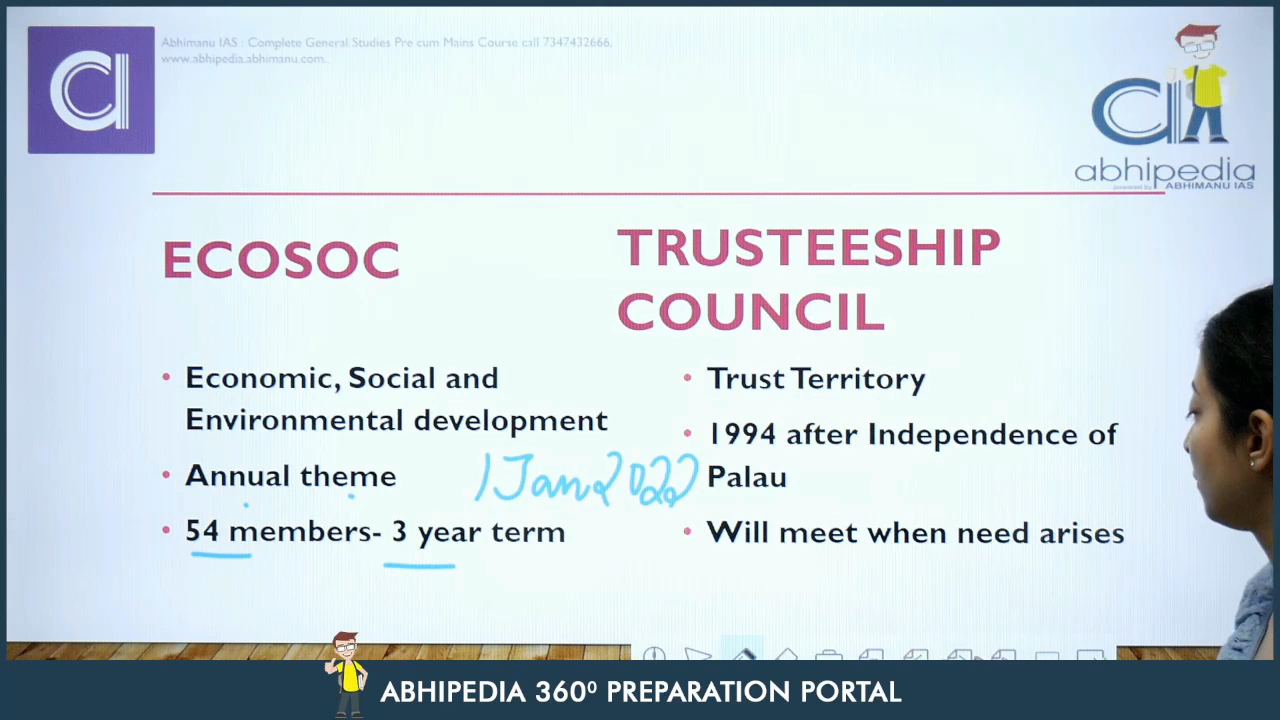 Abhimanu IAS : Complete General Studies Pre cum Mains Course call 7347432666,
www.abhipedia.abhimanu.com..
abhipedia
powered by ABHIMANU IAS
ECOSOC
• Economic, Social and
Environmental development
• Annual theme
1 Jan 2022
• 54 members- 3 year term
TRUSTEESHIP
COUNCIL
• Trust Territory
• 1994 after Independence of
Palau
• Will meet when need arises
ABHIPEDIA 360⁰ PREPARATION PORTAL